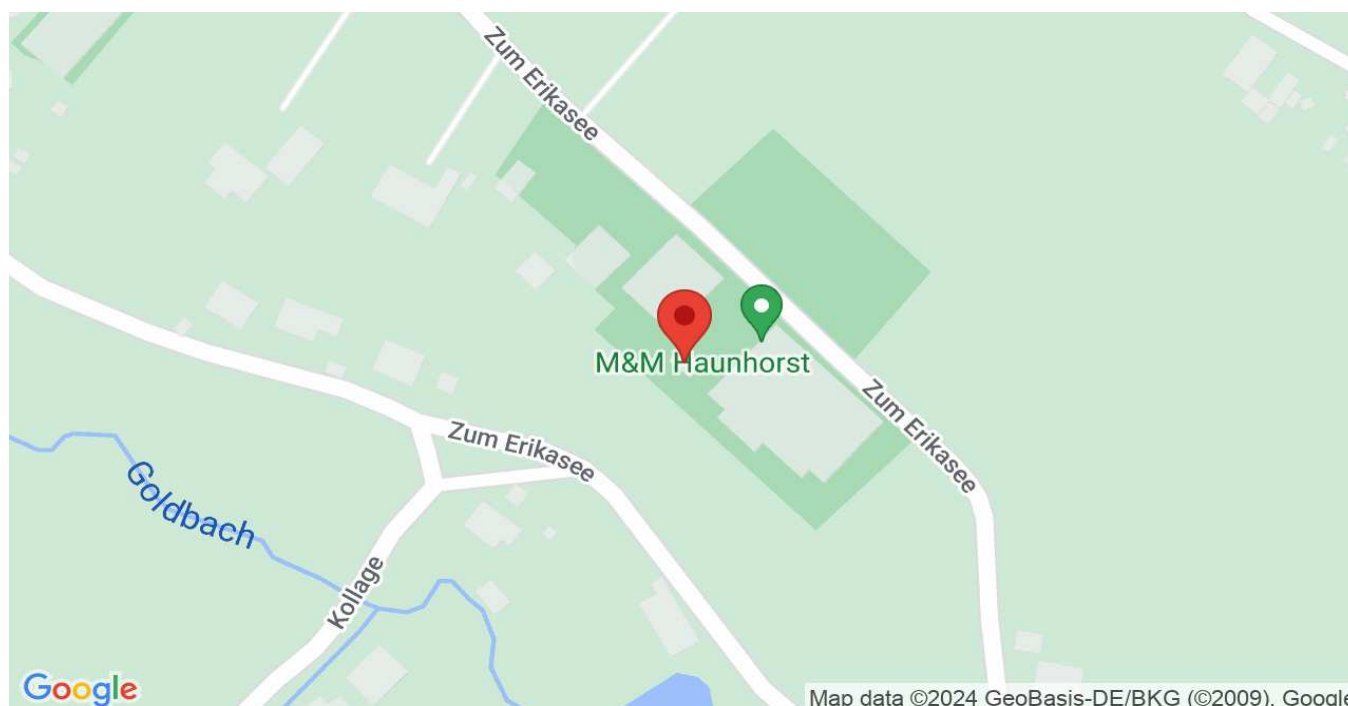 Zum Erikasee
M&M Haunhorst
Zum Erikasee
Zum Erikasee
Goldbach
Kollage
Google
Map data ©2024 GeoBasis-DE/BKG (©2009), Google